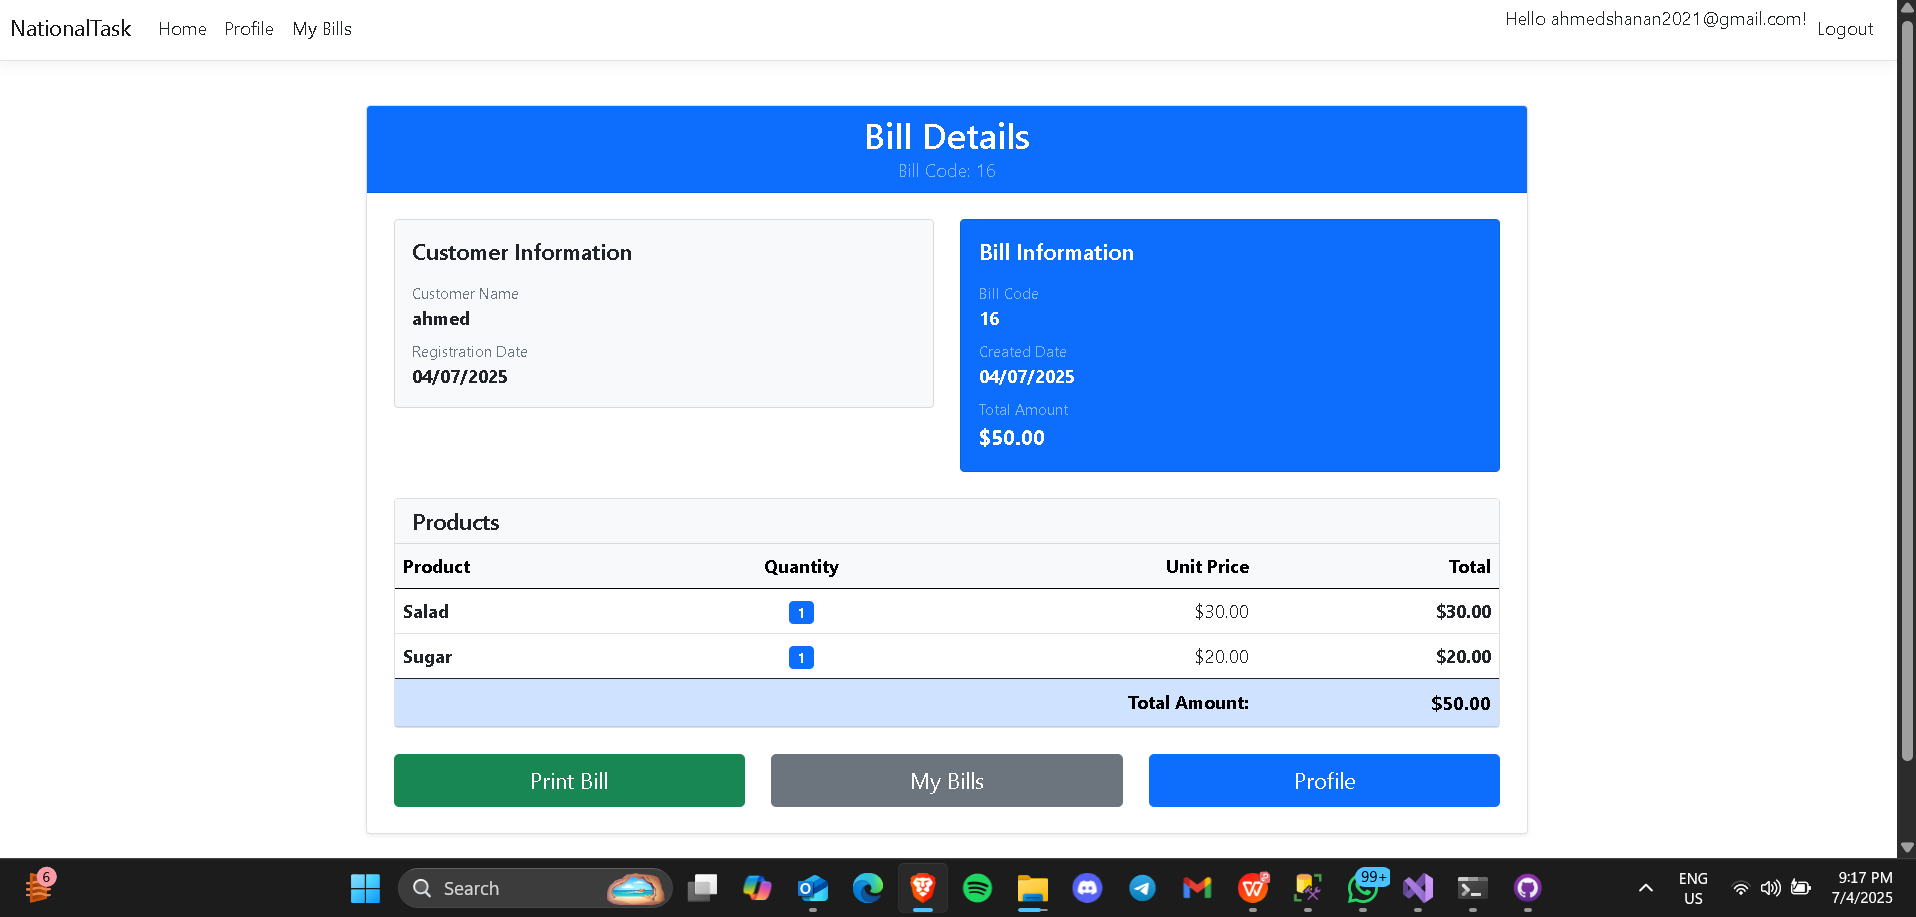 NationalTask Home Profile My Bills Hello ahmedshanan2021@gmail.com! Logout
Bill Details
Bill Code: 16
Customer Information
Customer Name
ahmed
Registration Date
04/07/2025
Bill Information
Bill Code
16
Created Date
04/07/2025
Total Amount
$50.00
Products
Product Quantity Unit Price Total
Salad 1 $30.00 $30.00
Sugar 1 $20.00 $20.00
Total Amount: $50.00
Print Bill My Bills Profile
6
Search
99+
ENG
US
9:17 PM
7/4/2025